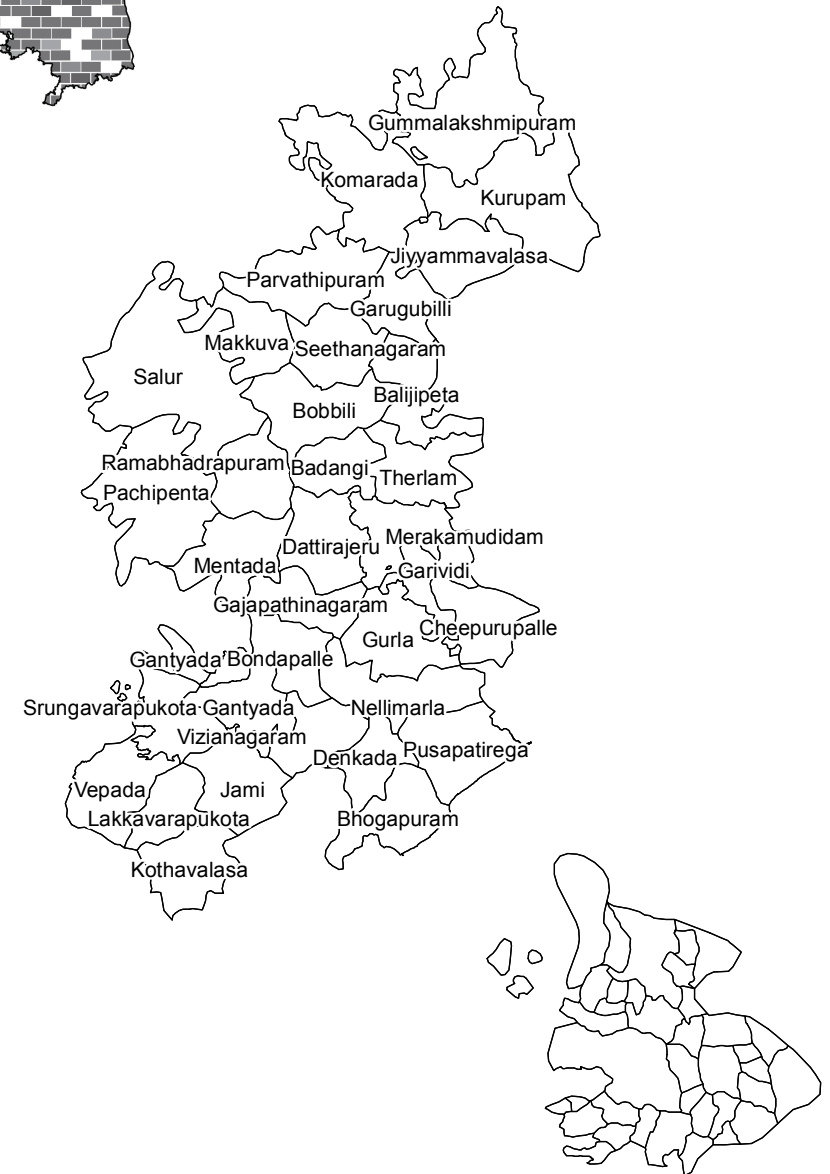 Gummalakshmipuram
Komarada
Kurupam
Jiyyammavalasa
Parvathipuram
Garugubilli
Makkuva
Seethanagaram
Salur
Balijipeta
Bobbili
Ramabhadrapuram
Badangi
Therlam
Pachipenta
Merakamudidam
Dattirajeru
Mentada
Garividi
Gajapathinagaram
Cheepurupalle
Gurla
Gantyada
Bondapalle
Srungavarapukota
Gantyada
Nellimarla
Vizianagaram
Denkada
Pusapatirega
Vepada
Jami
Lakkavarapukota
Bhogapuram
Kothavalasa